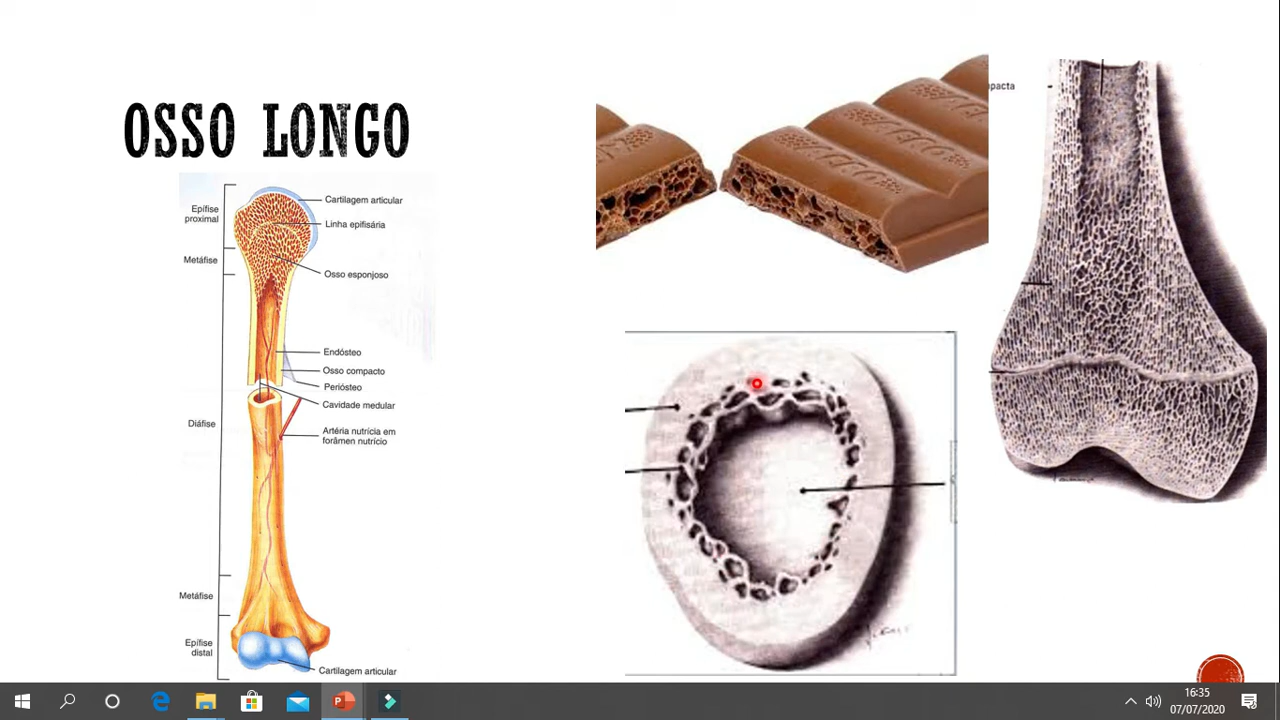 OSSO LONGO
Epífise
proximal
Metáfise
Diáfise
Metáfise
Epífise
distal
Cartilagem articular
Linha epifisária
Osso esponjoso
Endósteo
Osso compacto
Periósteo
Cavidade medular
Artéria nutrícia em
forâmen nutrício
Cartilagem articular
pacta
16:35
07/07/2020